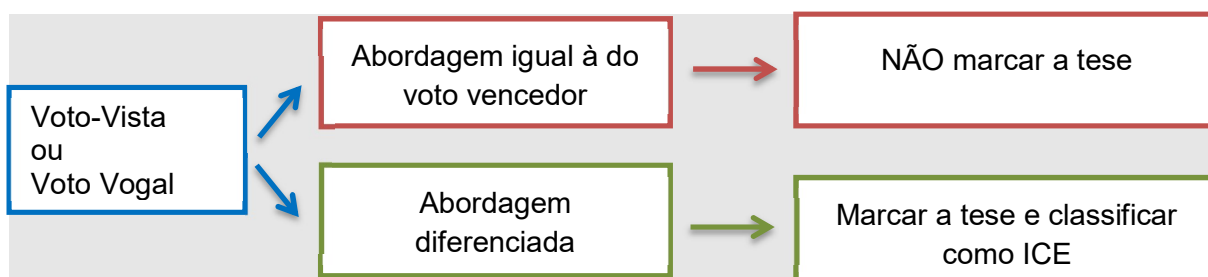 Voto-Vista
ou
Voto Vogal
Abordagem igual à do
voto vencedor
NÃO marcar a tese
Abordagem
diferenciada
Marcar a tese e classificar
como ICE